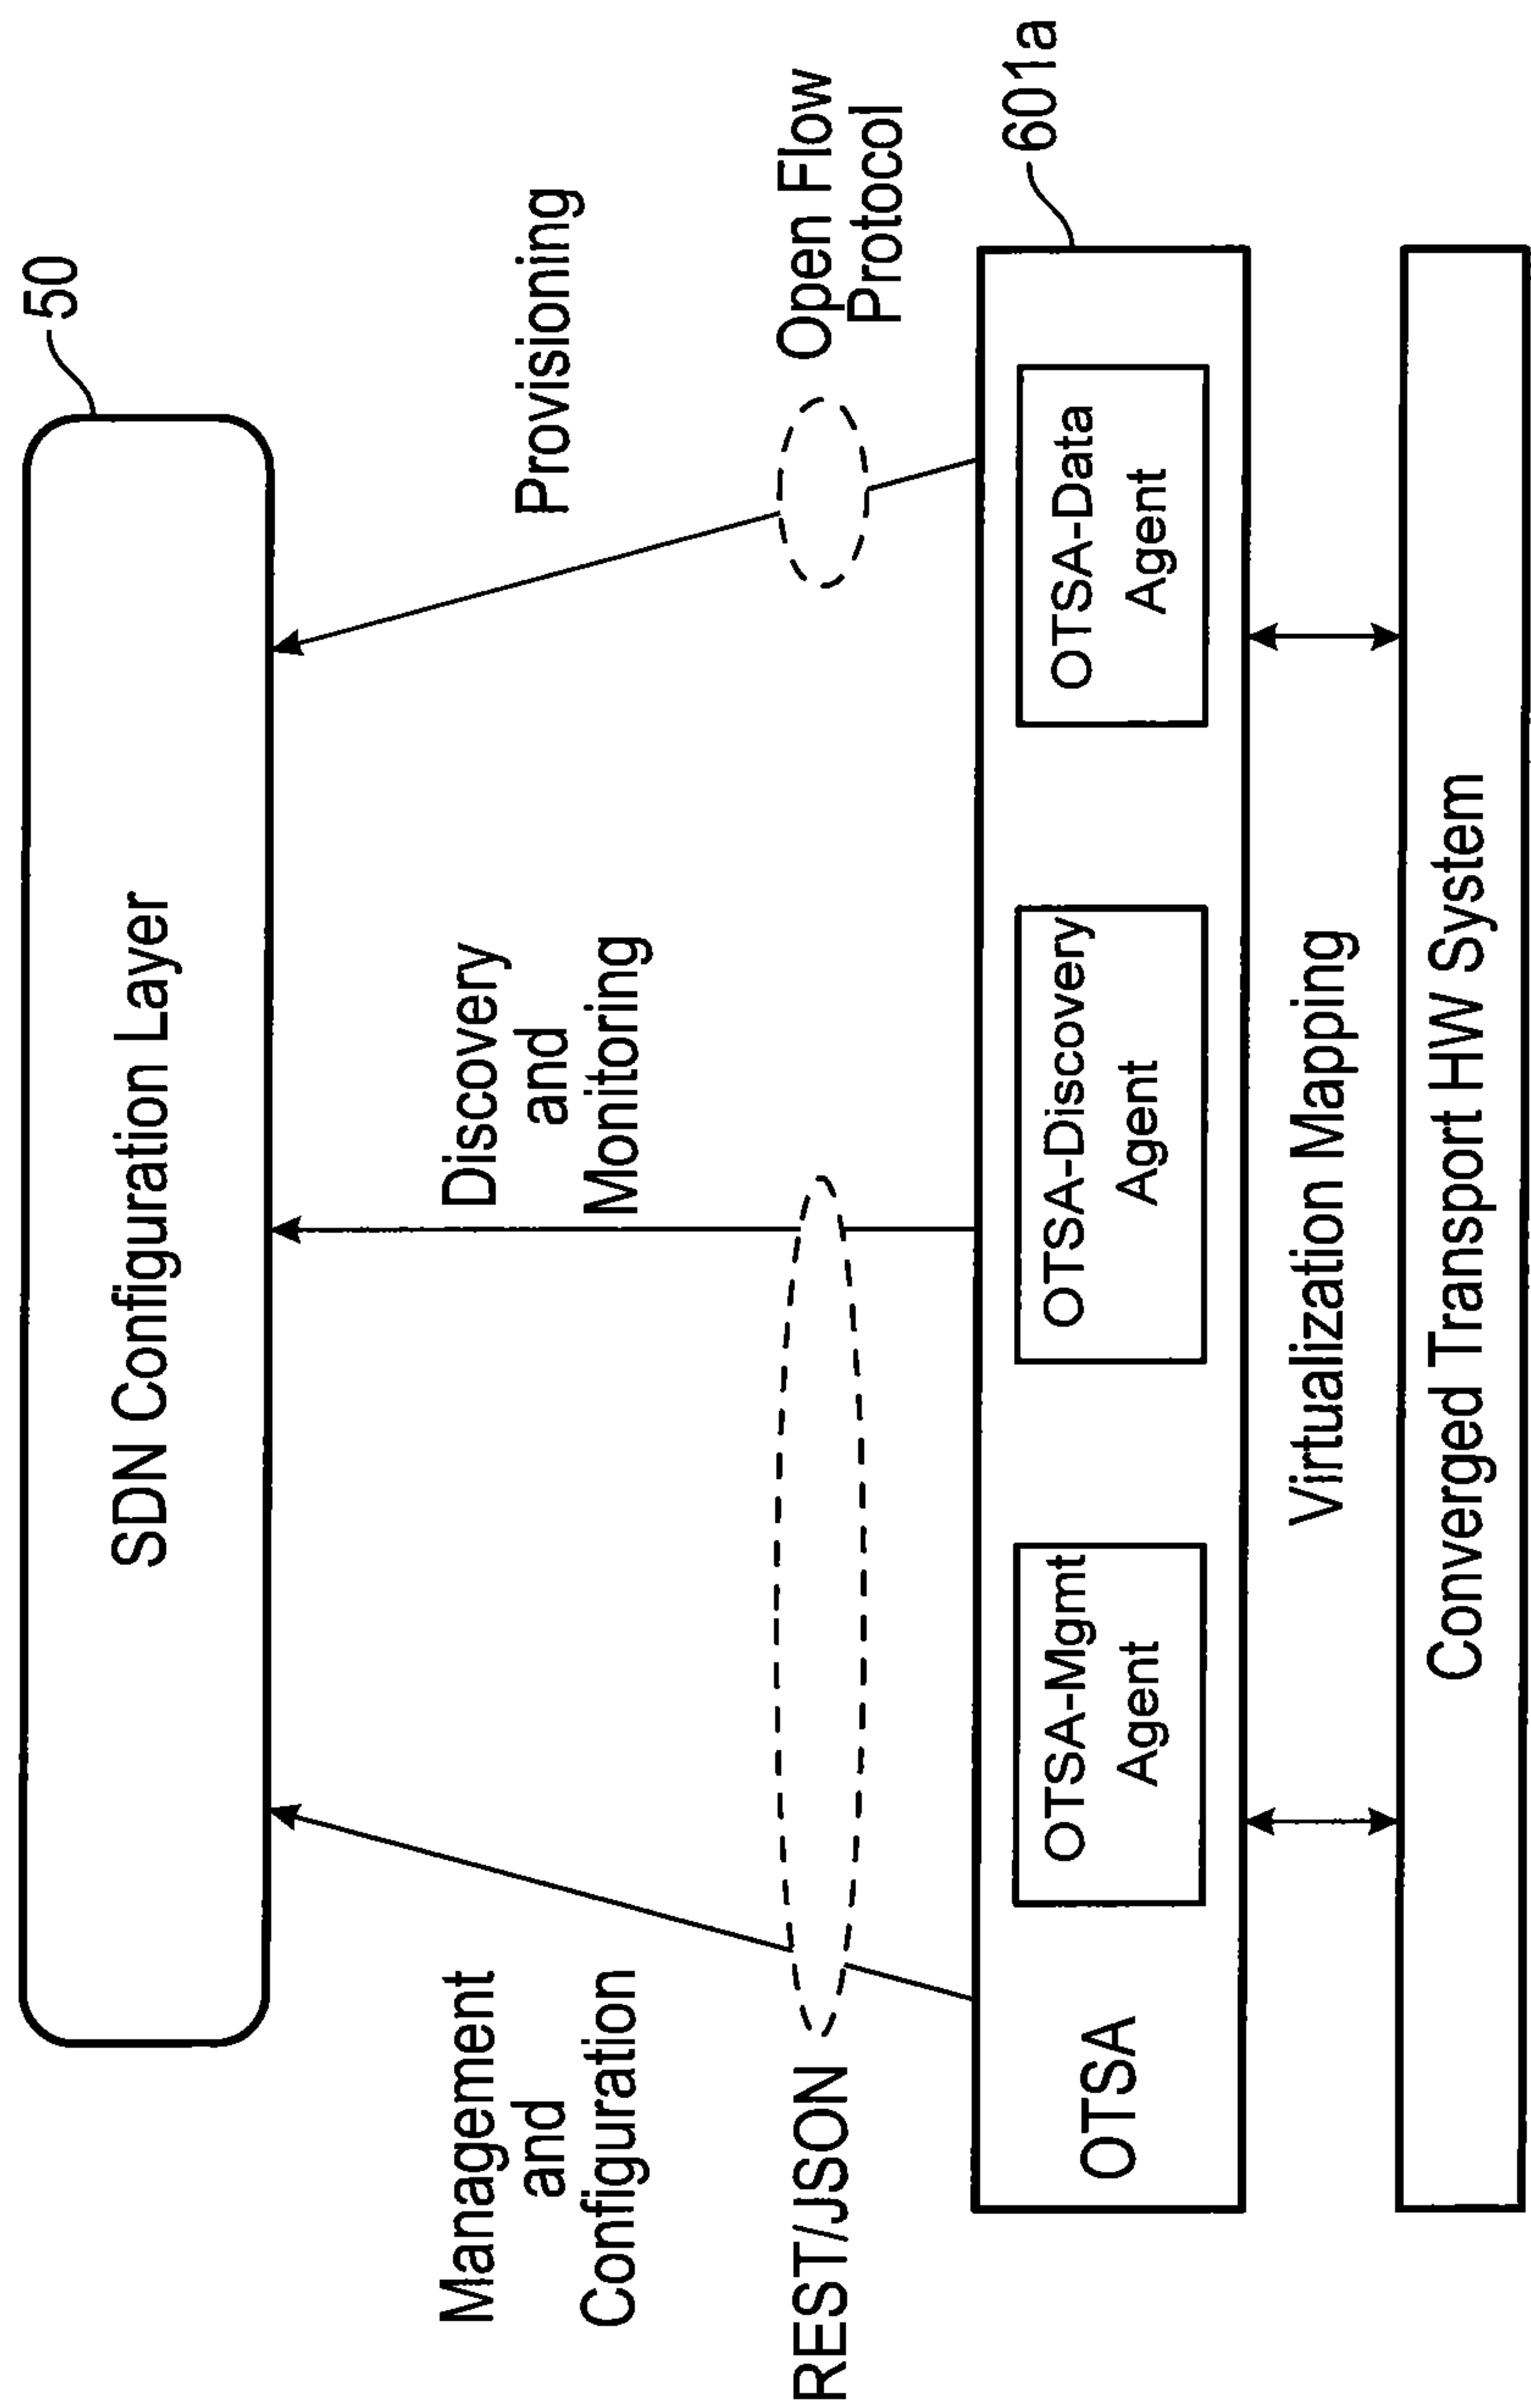 50
SDN Configuration Layer
Management
and
Configuration
Discovery
and
Monitoring
Provisioning
REST/JSON
Open Flow
Protocol
601a
OTSA
OTSA-Mgmt
Agent
OTSA-Discovery
Agent
OTSA-Data
Agent
Virtualization Mapping
Converged Transport HW System